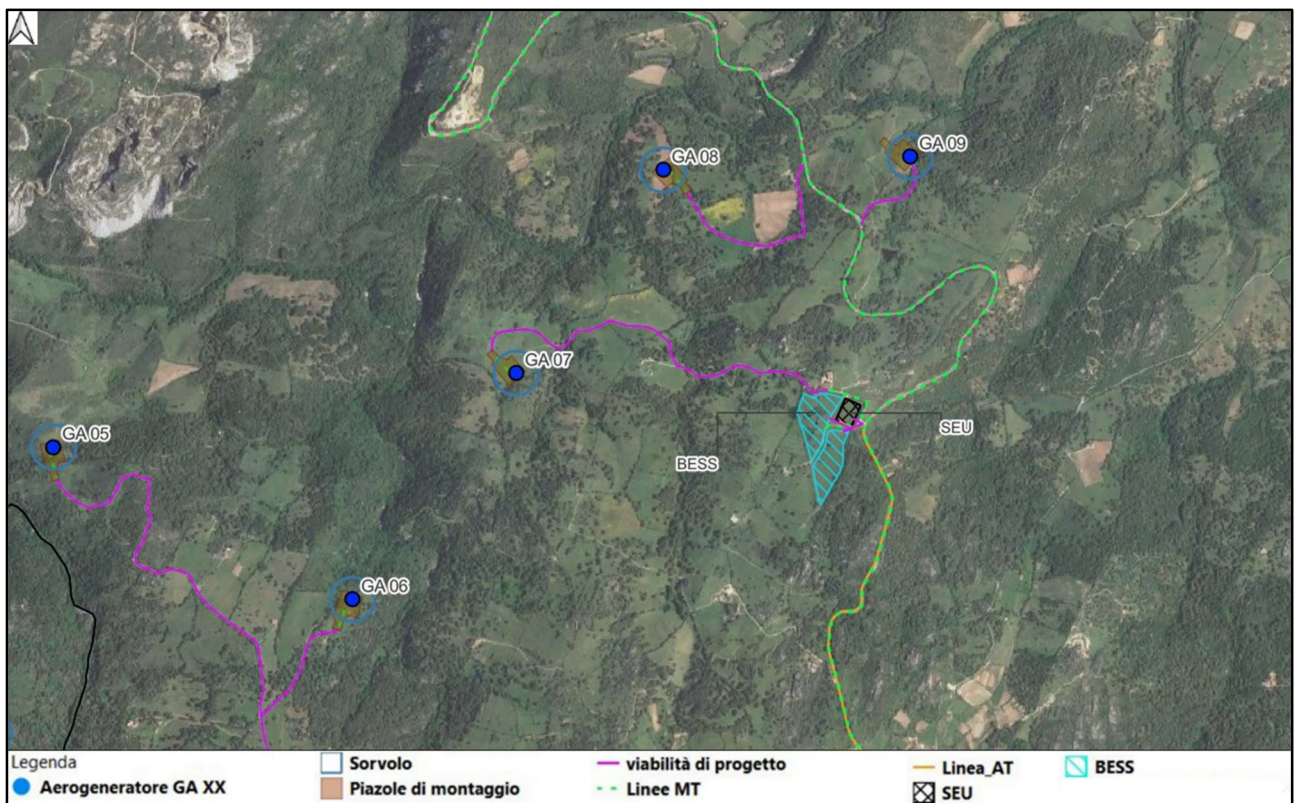 GA 08
GA 09
GA 07
GA 05
SEU
BESS
GA 06
Legenda
Aerogeneratore GA XX
Sorvolo
Piazole di montaggio
viabilità di progetto
Linee MT
Linea_AT
SEU
BESS